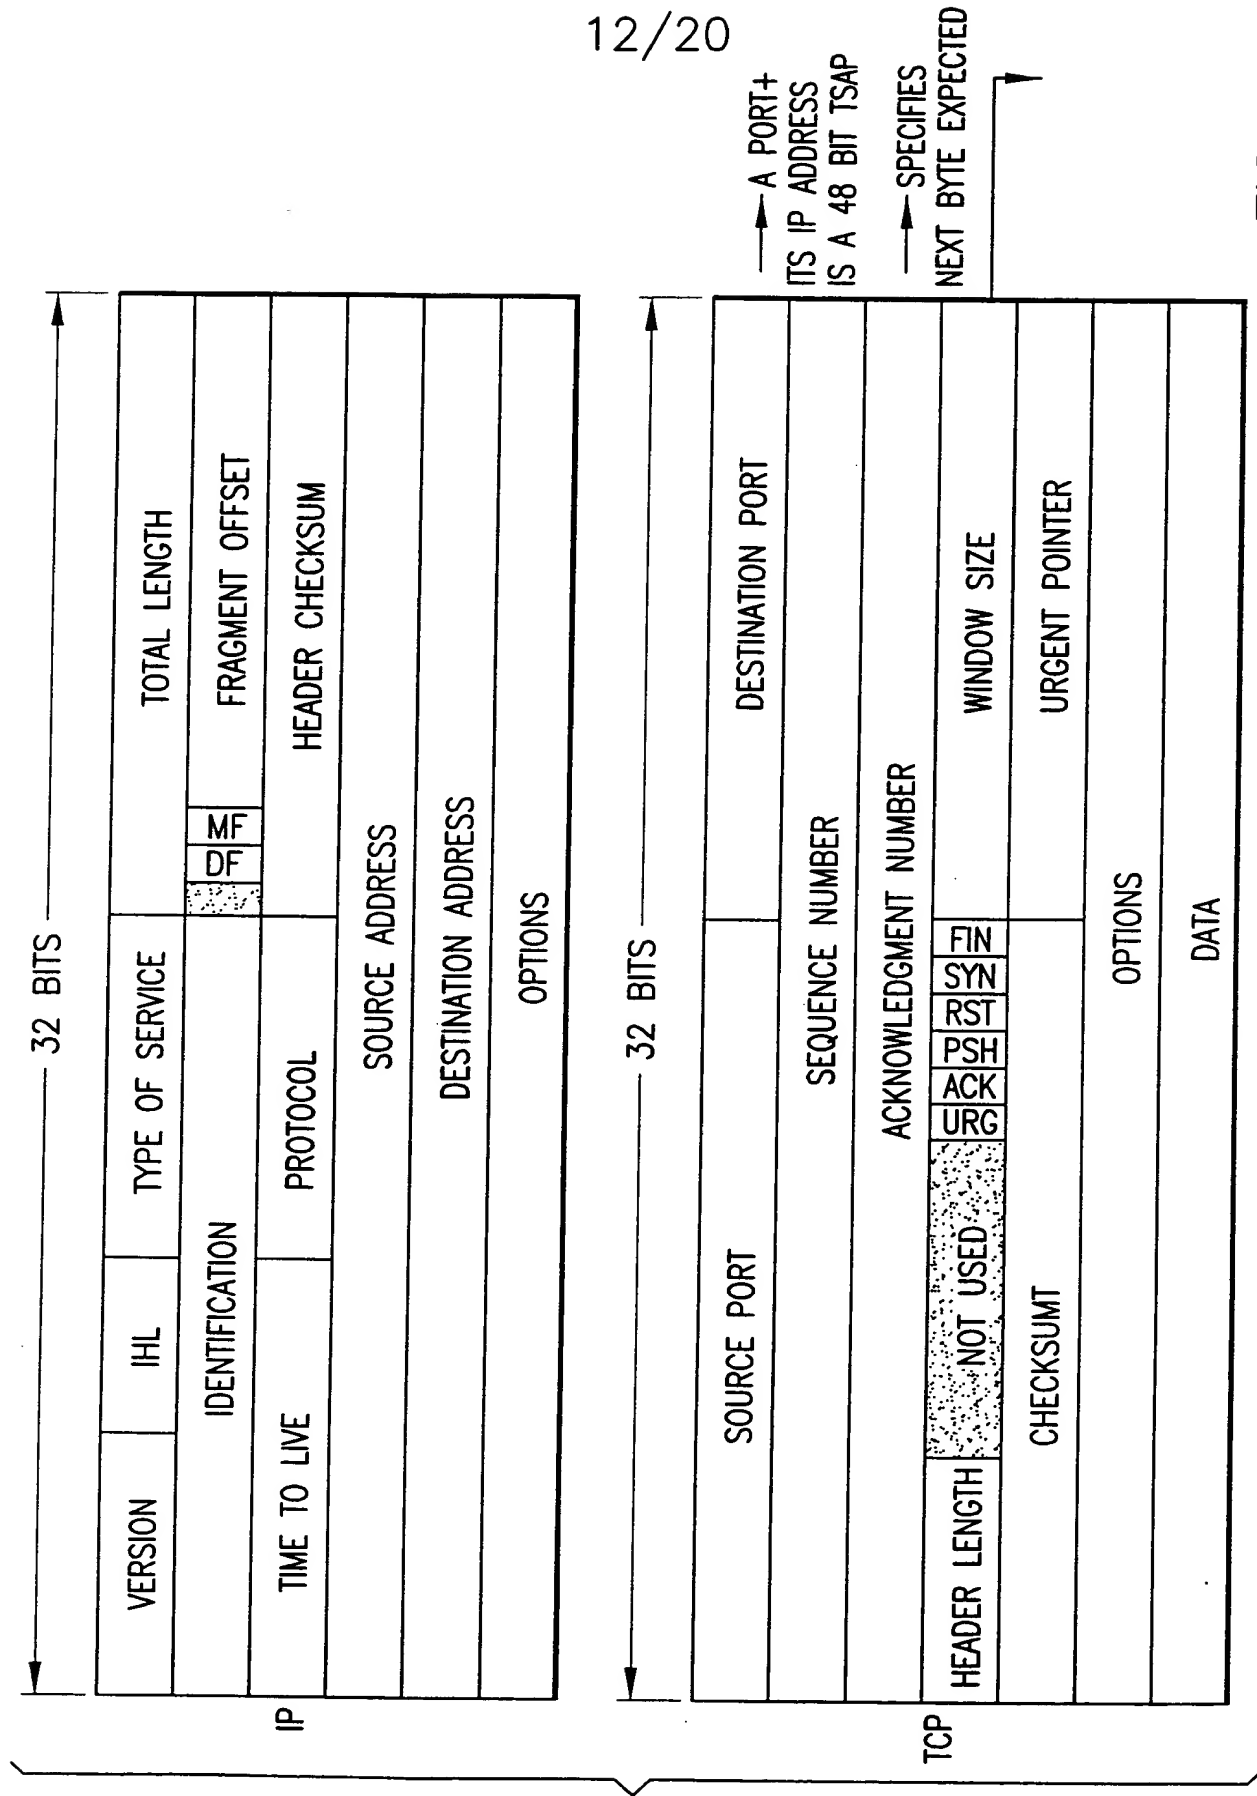 12/20
32 BITS
VERSION IHL TYPE OF SERVICE TOTAL LENGTH
IDENTIFICATION DF MF FRAGMENT OFFSET
TIME TO LIVE PROTOCOL HEADER CHECKSUM
SOURCE ADDRESS
DESTINATION ADDRESS
OPTIONS
IP
32 BITS
SOURCE PORT DESTINATION PORT
SEQUENCE NUMBER
ACKNOWLEDGMENT NUMBER
HEADER LENGTH NOT USED URG ACK PSH RST SYN FIN WINDOW SIZE
CHECKSUMT URGENT POINTER
OPTIONS
DATA
TCP
A PORT+
ITS IP ADDRESS
IS A 48 BIT TSAP
SPECIFIES
NEXT BYTE EXPECTED